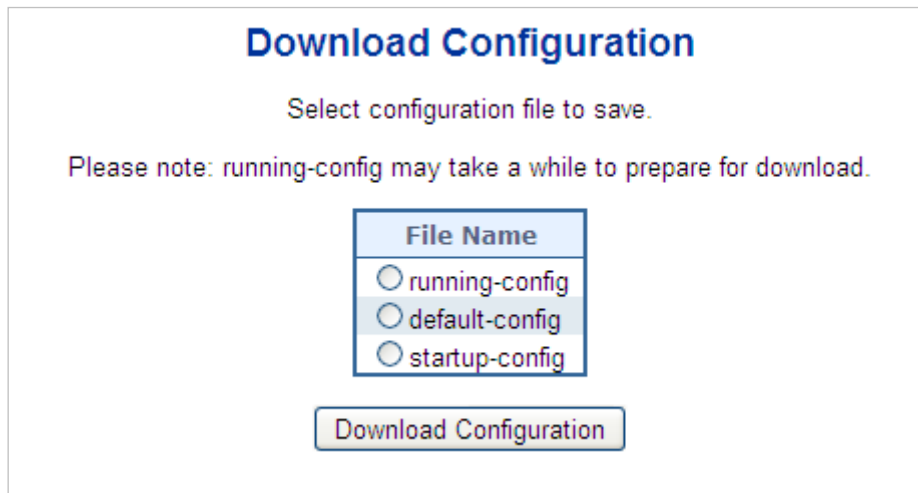 Download Configuration
Select configuration file to save.
Please note: running-config may take a while to prepare for download.
File Name
running-config
default-config
startup-config
Download Configuration